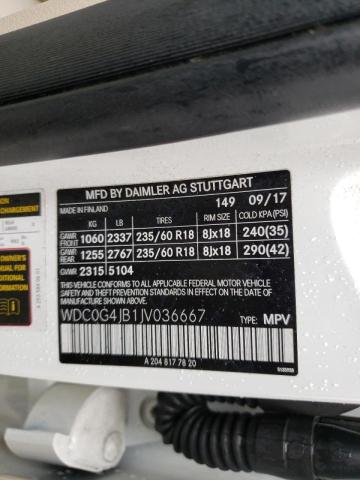 MFD BY DAIMLER AG STUTTGART
MADE IN FINLAND 149 09/17
KG LB TIRES RIM SIZE COLD KPA(PSI)
GAWR FRONT 1060 2337 235/60 R18 8Jx18 240(35)
GAWR REAR 1255 2767 235/60 R18 8Jx18 290(42)
GVWR 2315 5104
THIS VEHICLE CONFORMS TO ALL APPLICABLE FEDERAL MOTOR VEHICLE
SAFETY, BUMPER, AND THEFT PREVENTION STANDARDS IN EFFECT ON THE
DATE OF MANUFACTURE SHOWN ABOVE.
WDC0G4JB1JV036667 TYPE: MPV
A 204 817 78 20
OWNER'S